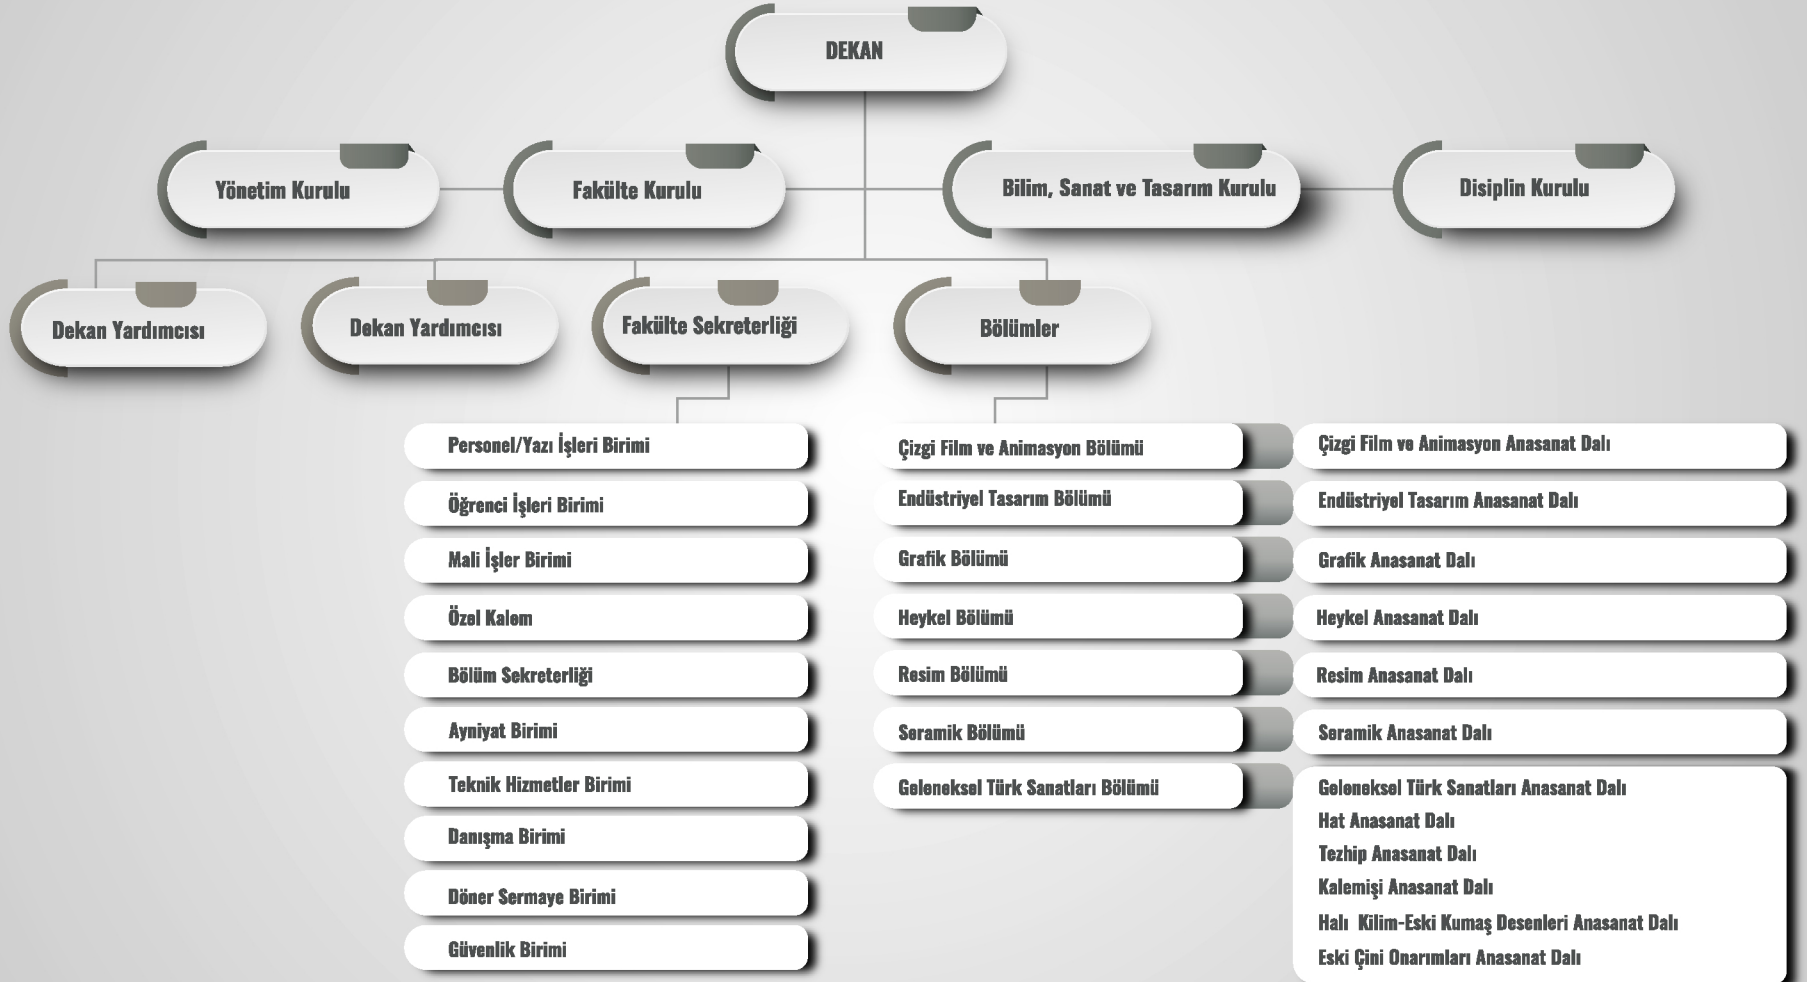 DEKAN
Yönetim Kurulu
Fakülte Kurulu
Bilim, Sanat ve Tasarım Kurulu
Disiplin Kurulu
Dekan Yardımcısı
Dekan Yardımcısı
Fakülte Sekreterliği
Bölümler
Personel/Yazı İşleri Birimi
Öğrenci İşleri Birimi
Mali İşler Birimi
Özel Kalem
Bölüm Sekreterliği
Ayniyat Birimi
Teknik Hizmetler Birimi
Danışma Birimi
Döner Sermaye Birimi
Güvenlik Birimi
Çizgi Film ve Animasyon Bölümü
Endüstriyel Tasarım Bölümü
Grafik Bölümü
Heykel Bölümü
Resim Bölümü
Seramik Bölümü
Geleneksel Türk Sanatları Bölümü
Çizgi Film ve Animasyon Anasanat Dalı
Endüstriyel Tasarım Anasanat Dalı
Grafik Anasanat Dalı
Heykel Anasanat Dalı
Resim Anasanat Dalı
Seramik Anasanat Dalı
Geleneksel Türk Sanatları Anasanat Dalı
Hat Anasanat Dalı
Tezhip Anasanat Dalı
Kalemişi Anasanat Dalı
Halı Kilim-Eski Kumaş Desenleri Anasanat Dalı
Eski Çini Onarımları Anasanat Dalı